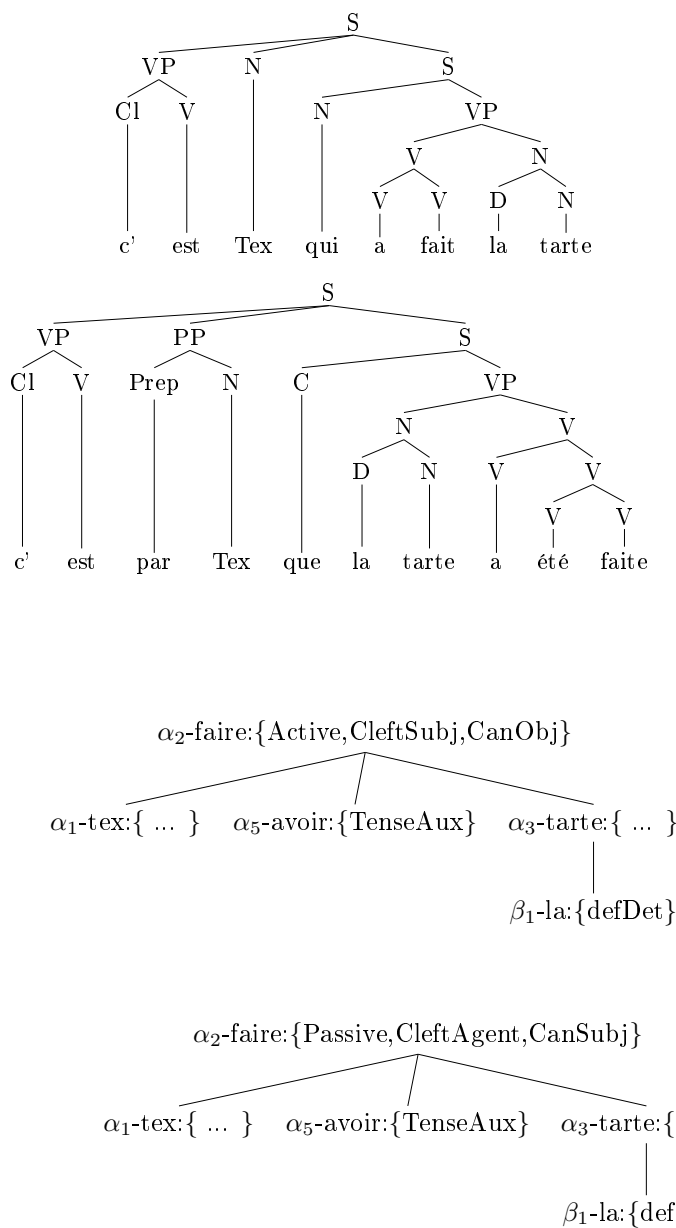 S
VP N S
Cl V N VP
V N
V V D N
c' est Tex qui a fait la tarte
S
VP PP S
Cl V Prep N C VP
N V
D N V V
V V
c' est par Tex que la tarte a été faite
α₂-faire:{Active,CleftSubj,CanObj}
α₁-tex:{ ... } α₅-avoir:{TenseAux} α₃-tarte:{ ... }
β₁-la:{defDet}
α₂-faire:{Passive,CleftAgent,CanSubj}
α₁-tex:{ ... } α₅-avoir:{TenseAux} α₃-tarte:{
β₁-la:{def